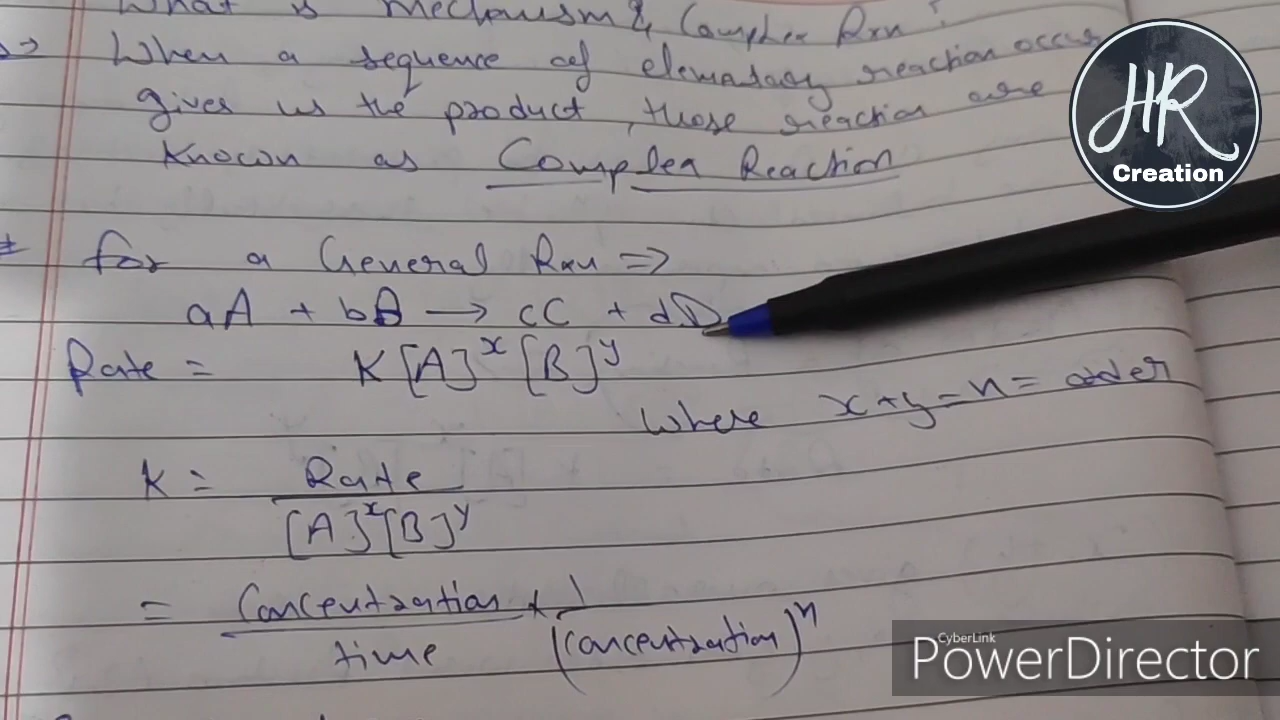 What is Mechanism & Complex Rxn ?
When a sequence of elementary reaction occur
gives us the product, those reaction are
Known as Complex Reaction
for a General Rxn ⇒
aA + bB → cC + dD
Rate = K[A]^x [B]^y
Where x+y=n= order
K = Rate / [A]^x[B]^y
= Concentration / time × 1 / (Concentration)^n
HR
Creation
CyberLink
PowerDirector